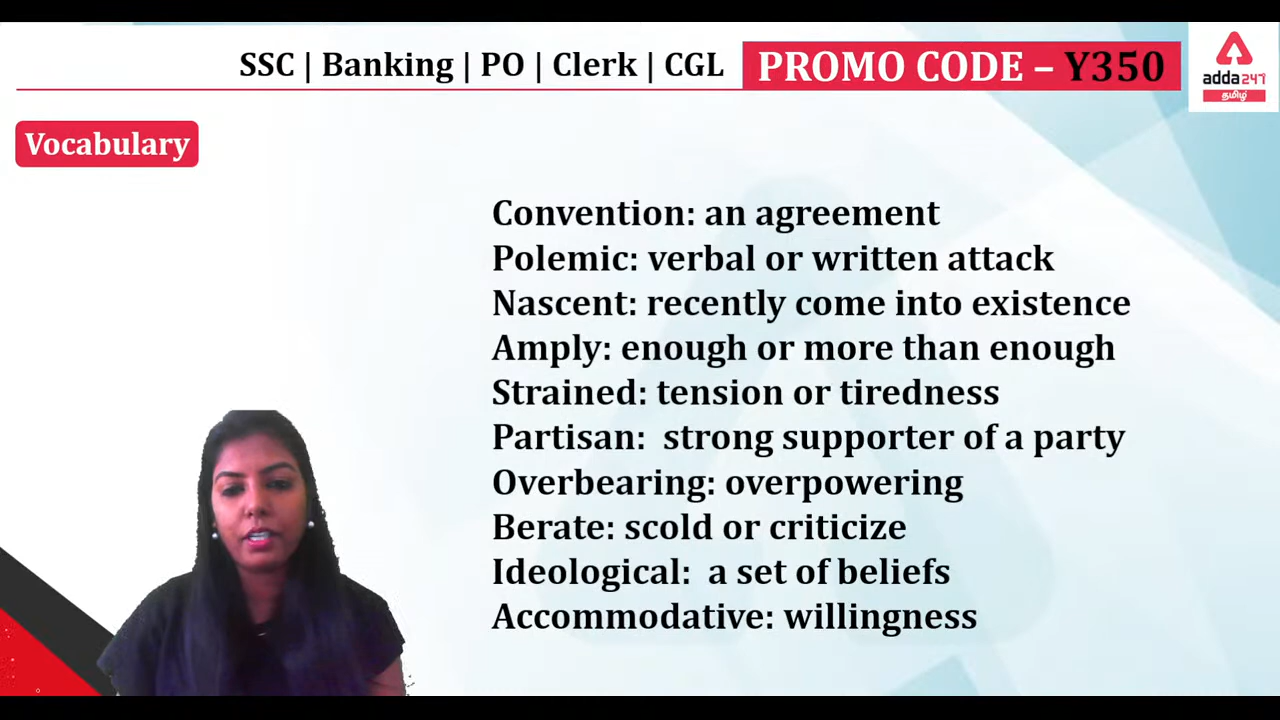 SSC | Banking | PO | Clerk | CGL PROMO CODE – Y350
adda247
தமிழ்
Vocabulary
Convention: an agreement
Polemic: verbal or written attack
Nascent: recently come into existence
Amply: enough or more than enough
Strained: tension or tiredness
Partisan:  strong supporter of a party
Overbearing: overpowering
Berate: scold or criticize
Ideological:  a set of beliefs
Accommodative: willingness